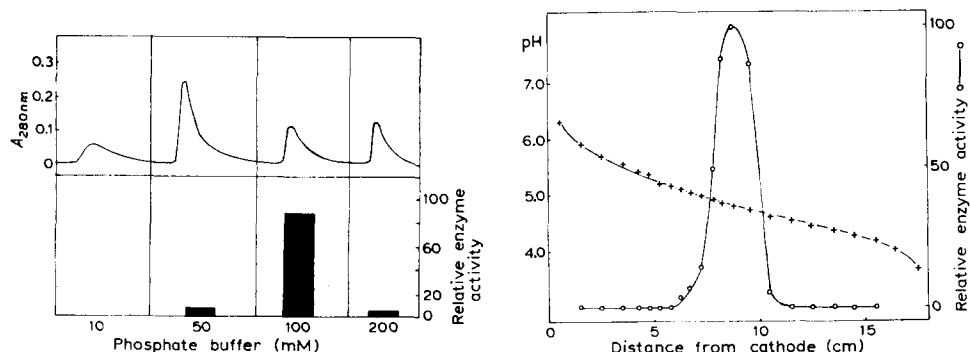 0.3
0.2
0.1
0
A280nm
100
60
20
0
Relative enzyme activity
10 50 100 200
Phosphate buffer (mM)
pH
7.0
6.0
5.0
4.0
100
50
0
Relative enzyme activity
0 5 10 15
Distance from cathode (cm)